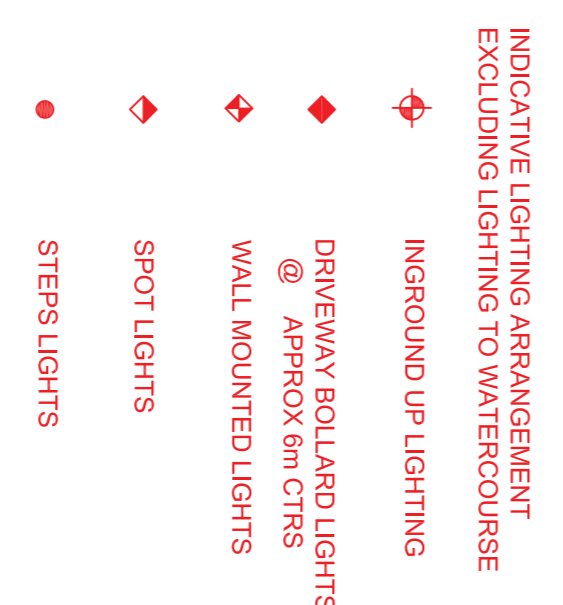 INDICATIVE LIGHTING ARRANGEMENT
EXCLUDING LIGHTING TO WATERCOURSE
INGROUND UP LIGHTING
DRIVEWAY BOLLARD LIGHTS
@ APPROX 6m CTRS
WALL MOUNTED LIGHTS
SPOT LIGHTS
STEPS LIGHTS